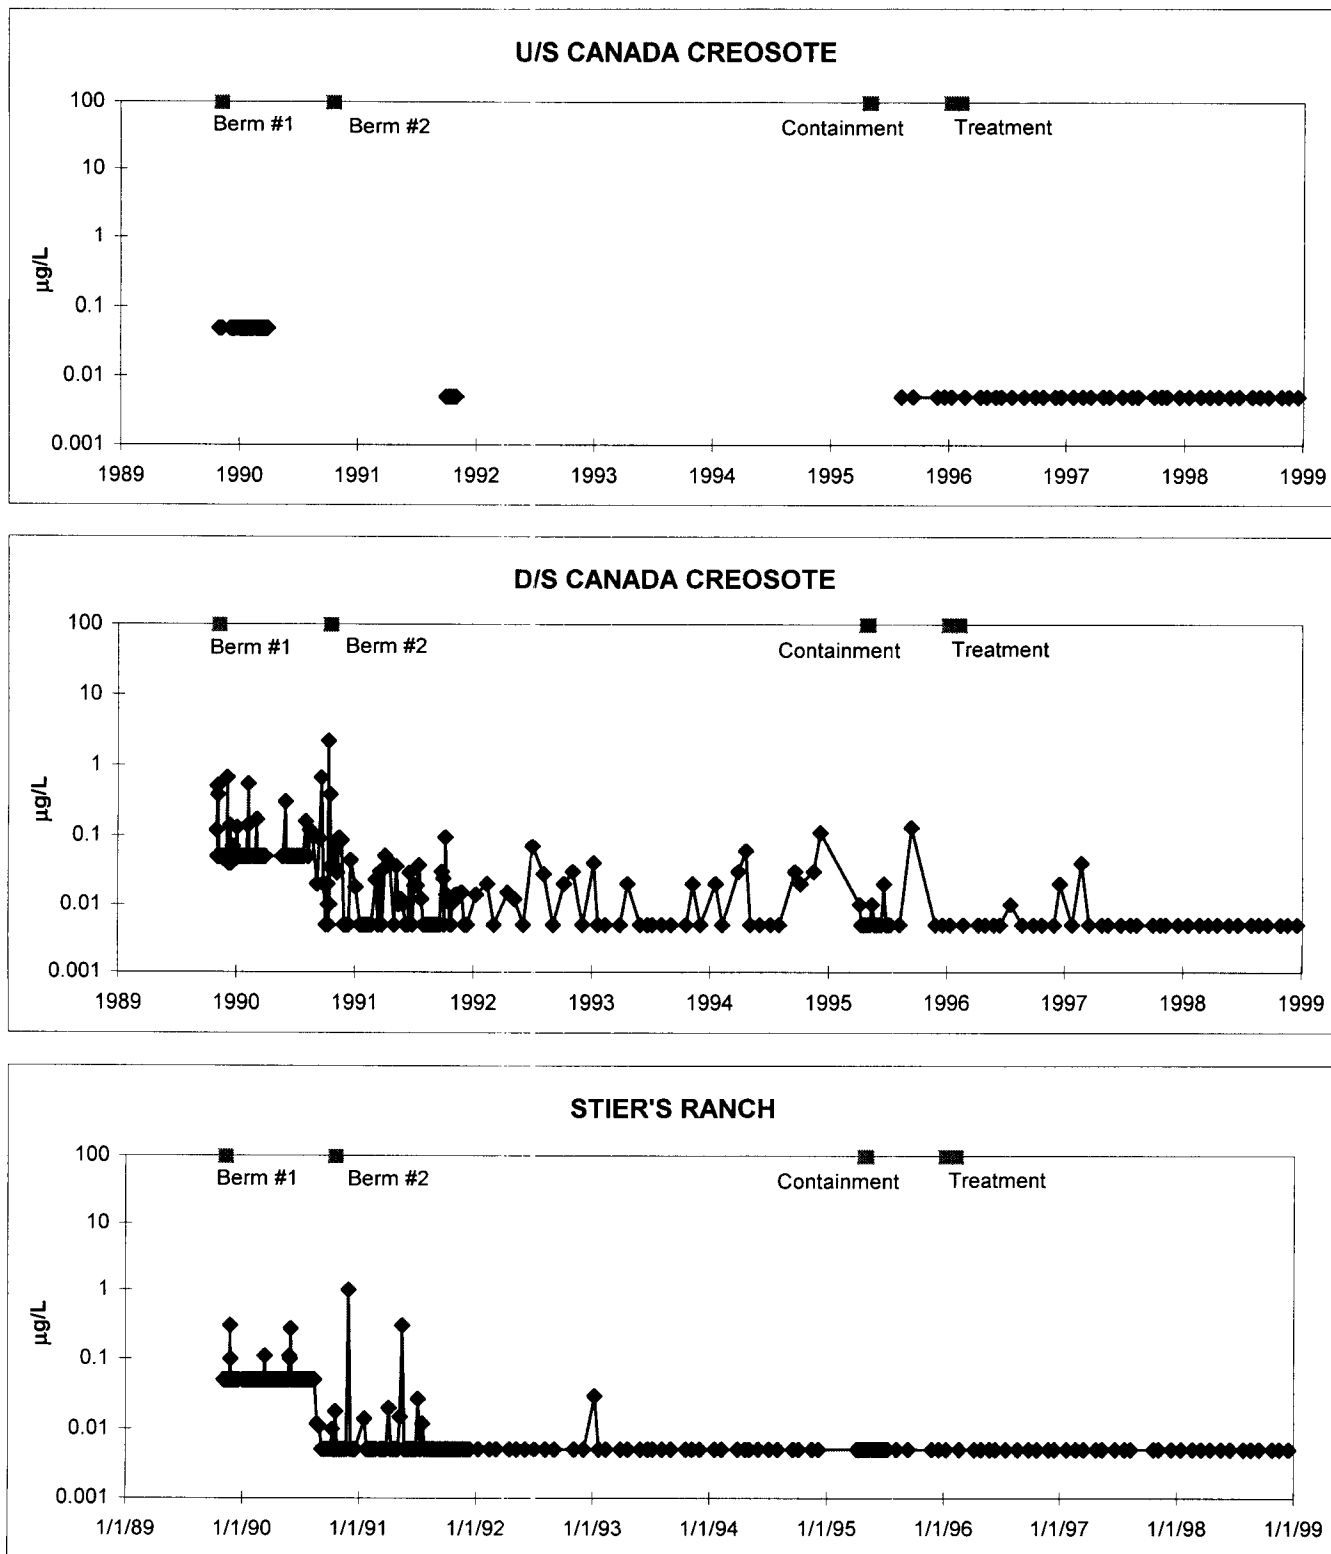 U/S CANADA CREOSOTE
100
Berm #1 Berm #2 Containment Treatment
10
1
µg/L
0.1
0.01
0.001
1989 1990 1991 1992 1993 1994 1995 1996 1997 1998 1999
D/S CANADA CREOSOTE
100
Berm #1 Berm #2 Containment Treatment
10
1
µg/L
0.1
0.01
0.001
1989 1990 1991 1992 1993 1994 1995 1996 1997 1998 1999
STIER'S RANCH
100
Berm #1 Berm #2 Containment Treatment
10
1
µg/L
0.1
0.01
0.001
1/1/89 1/1/90 1/1/91 1/1/92 1/1/93 1/1/94 1/1/95 1/1/96 1/1/97 1/1/98 1/1/99